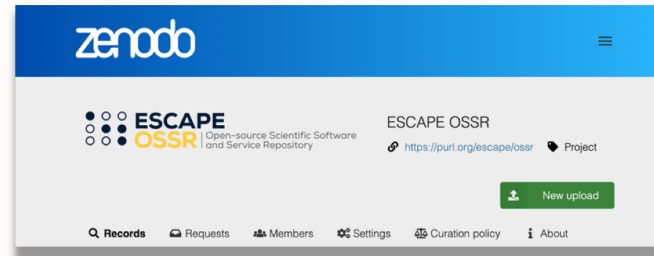 zenodo
ESCAPE
OSSR
Open-source Scientific Software
and Service Repository
ESCAPE OSSR
https://purl.org/escape/ossr Project
New upload
Records Requests Members Settings Curation policy About